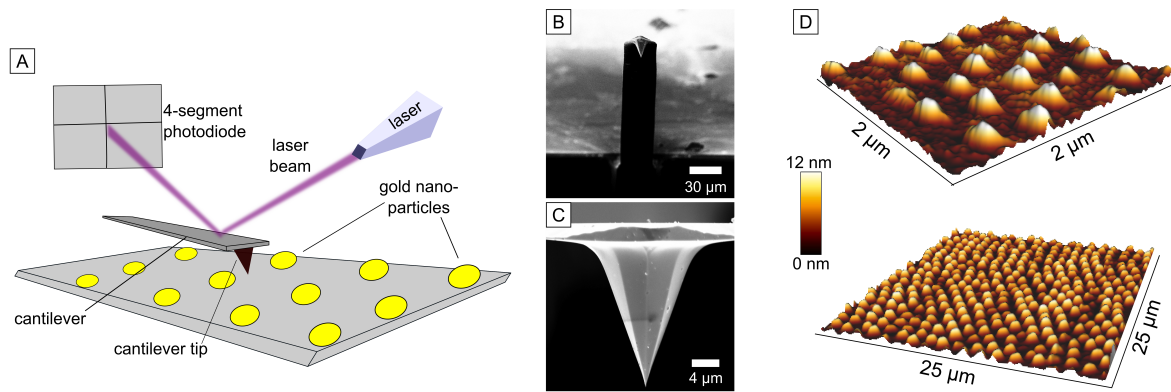 A
4-segment
photodiode
laser
laser
beam
gold nano-
particles
cantilever
cantilever tip
B
30 µm
C
4 µm
D
2 µm
2 µm
12 nm
0 nm
25 µm
25 µm